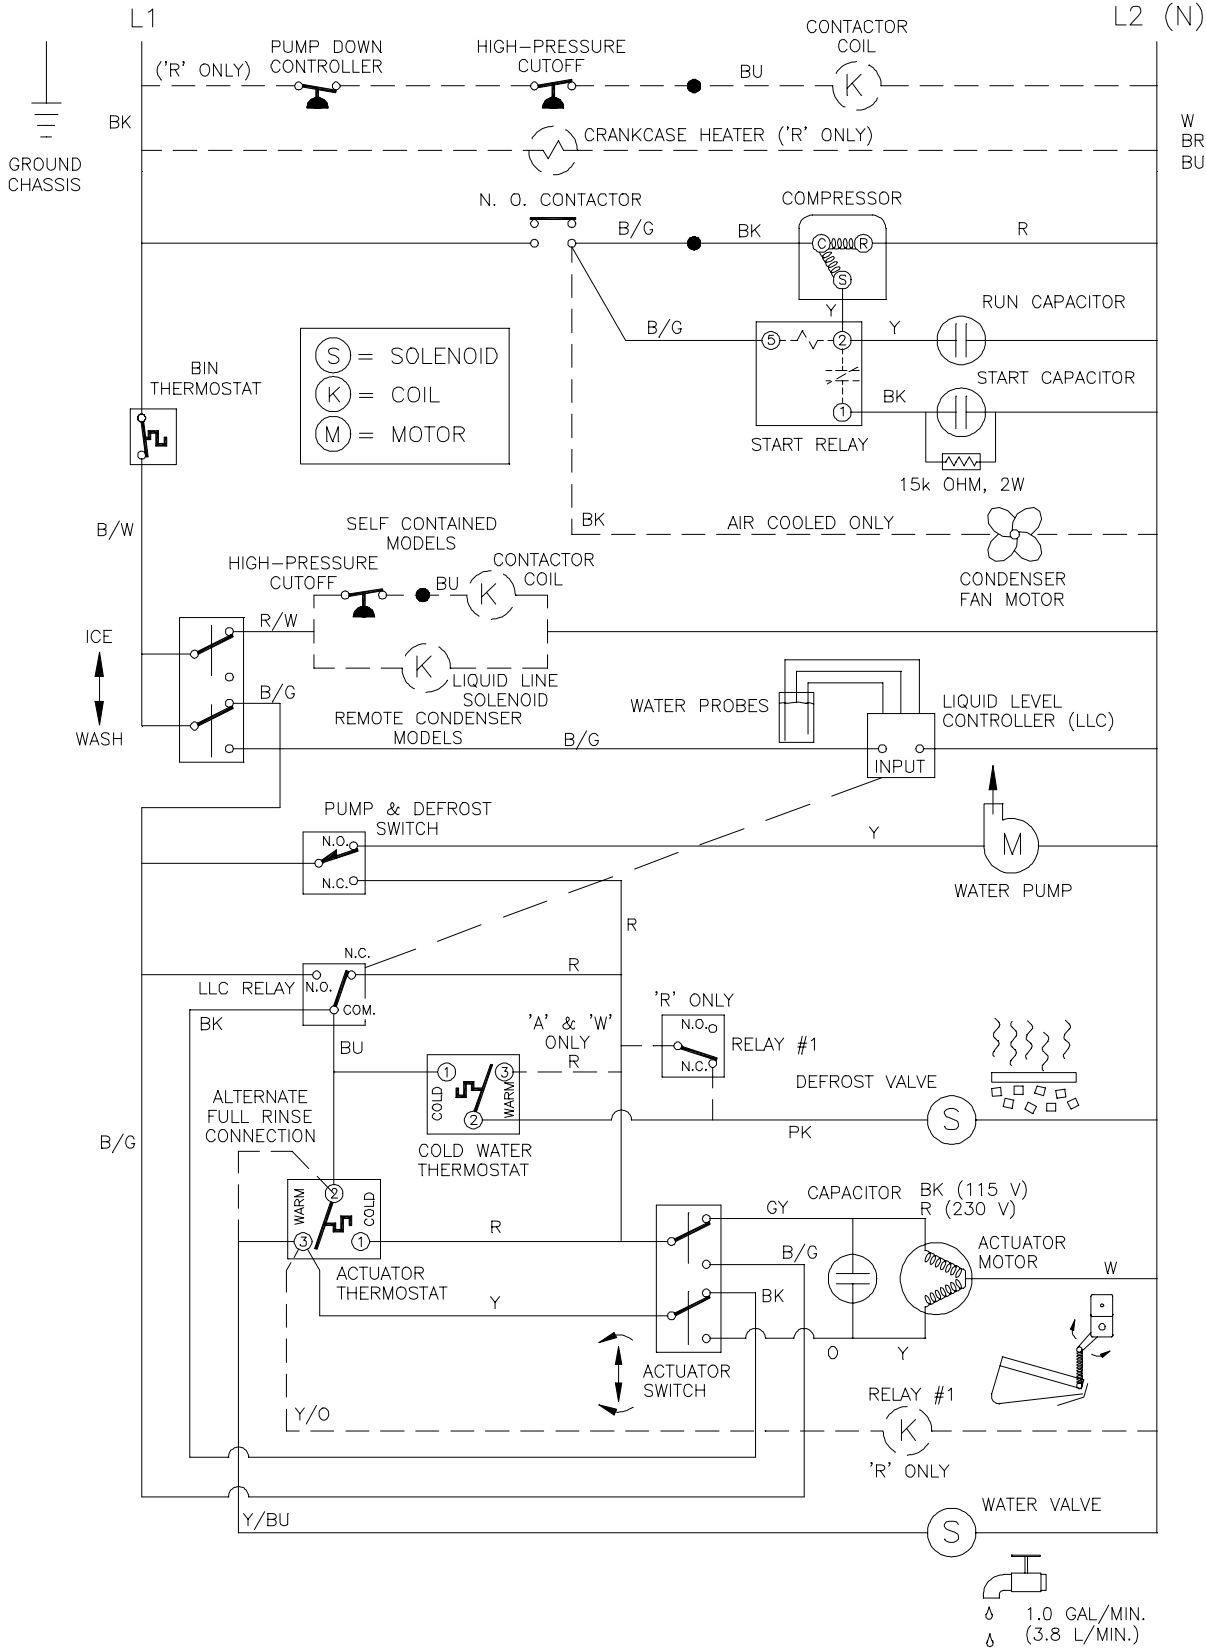 L1
L2 (N)
PUMP DOWN
CONTROLLER
HIGH-PRESSURE
CUTOFF
CONTACTOR
COIL
('R' ONLY)
BU
K
BK
W
BR
BU
GROUND
CHASSIS
CRANKCASE HEATER ('R' ONLY)
N. O. CONTACTOR
COMPRESSOR
B/G
BK
C
R
R
S
Y
RUN CAPACITOR
B/G
5
2
Y
S = SOLENOID
K = COIL
M = MOTOR
BIN
THERMOSTAT
START CAPACITOR
BK
1
START RELAY
15k OHM, 2W
B/W
SELF CONTAINED
MODELS
BK
AIR COOLED ONLY
HIGH-PRESSURE
CUTOFF
CONTACTOR
COIL
BU
K
CONDENSER
FAN MOTOR
R/W
ICE
K
LIQUID LINE
SOLENOID
B/G
WASH
REMOTE CONDENSER
MODELS
B/G
WATER PROBES
LIQUID LEVEL
CONTROLLER (LLC)
INPUT
PUMP & DEFROST
SWITCH
N.O.
N.C.
Y
M
WATER PUMP
R
N.C.
R
LLC RELAY
N.O.
COM.
BK
BU
'A' & 'W'
ONLY
R
'R' ONLY
N.O.
N.C.
RELAY #1
1
3
COLD
WARM
2
COLD WATER
THERMOSTAT
DEFROST VALVE
S
PK
ALTERNATE
FULL RINSE
CONNECTION
B/G
2
WARM
COLD
3
1
R
ACTUATOR
THERMOSTAT
Y
GY
CAPACITOR
BK (115 V)
R (230 V)
B/G
ACTUATOR
MOTOR
W
BK
O
Y
ACTUATOR
SWITCH
RELAY #1
Y/O
K
'R' ONLY
Y/BU
WATER VALVE
S
1.0 GAL/MIN.
(3.8 L/MIN.)